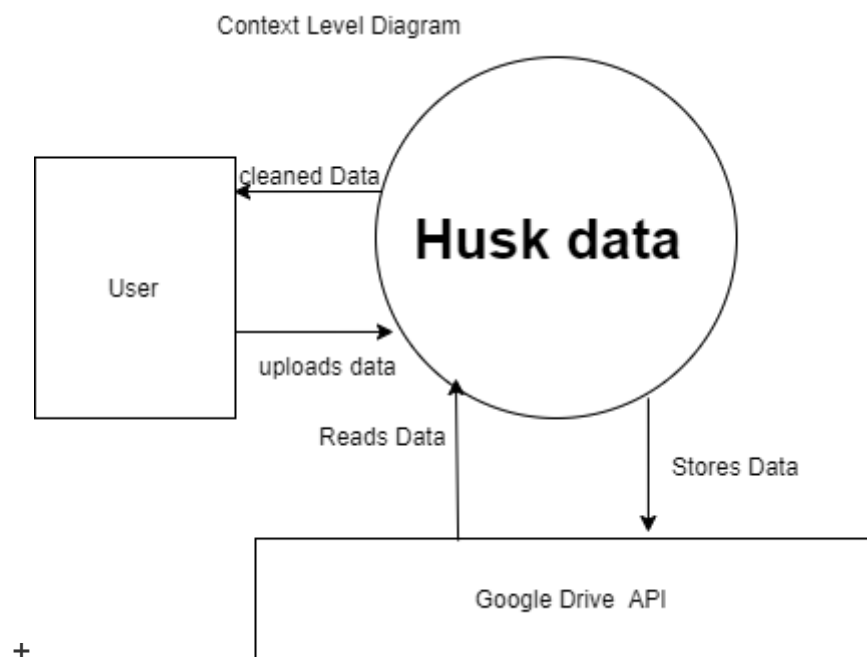 Context Level Diagram
cleaned Data
Husk data
User
uploads data
Reads Data
Stores Data
Google Drive API
+